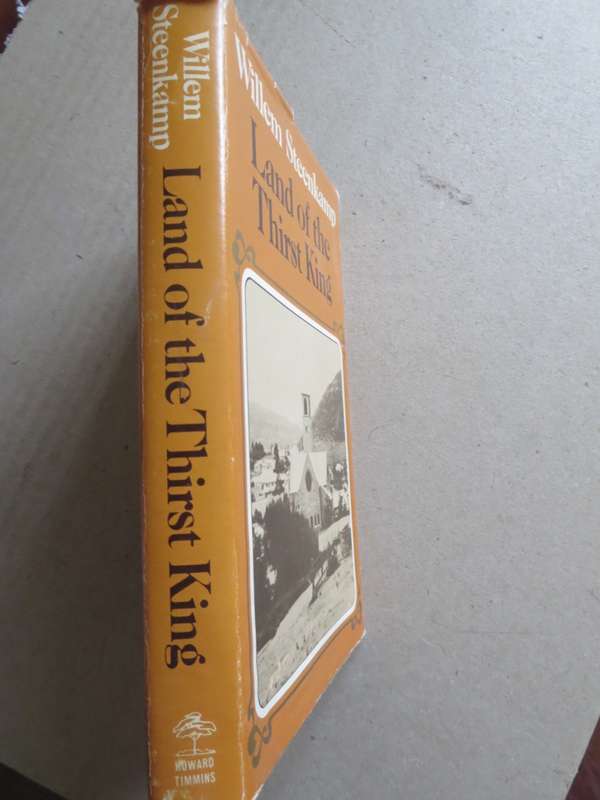 Willem
Steenkamp
Land of the Thirst King
HOWARD
TIMMINS
Willem Steenkamp
Land of the
Thirst King